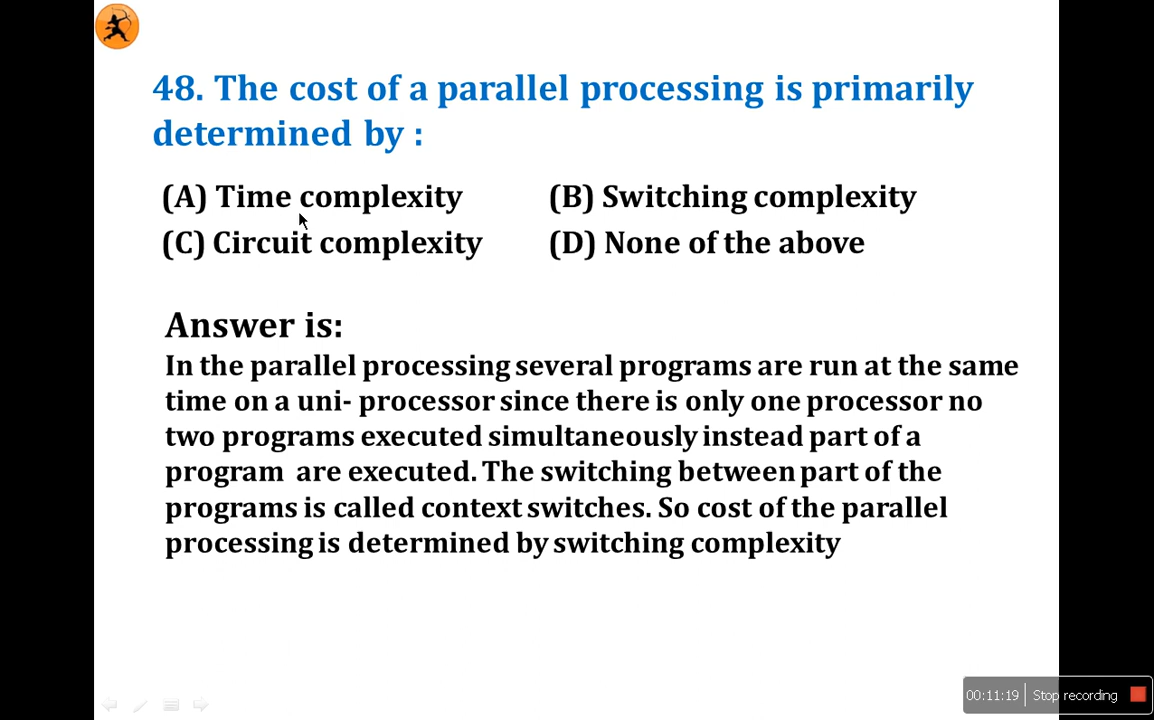 48. The cost of a parallel processing is primarily
determined by :
(A) Time complexity (B) Switching complexity
(C) Circuit complexity (D) None of the above
Answer is:
In the parallel processing several programs are run at the same
time on a uni- processor since there is only one processor no
two programs executed simultaneously instead part of a
program are executed. The switching between part of the
programs is called context switches. So cost of the parallel
processing is determined by switching complexity
00:11:19 Stop recording